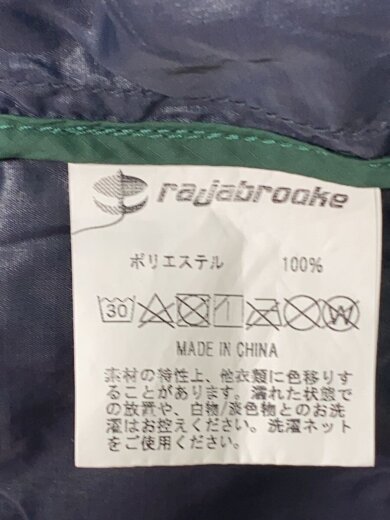 rajjabrooke
ポリエステル 100%
30
W
MADE IN CHINA
素材の特性上、他衣類に色移りす
ることがあります。濡れた状態で
の放置や、白物/淡色物とのお洗
濯はお控えください。洗濯ネット
をご使用ください。